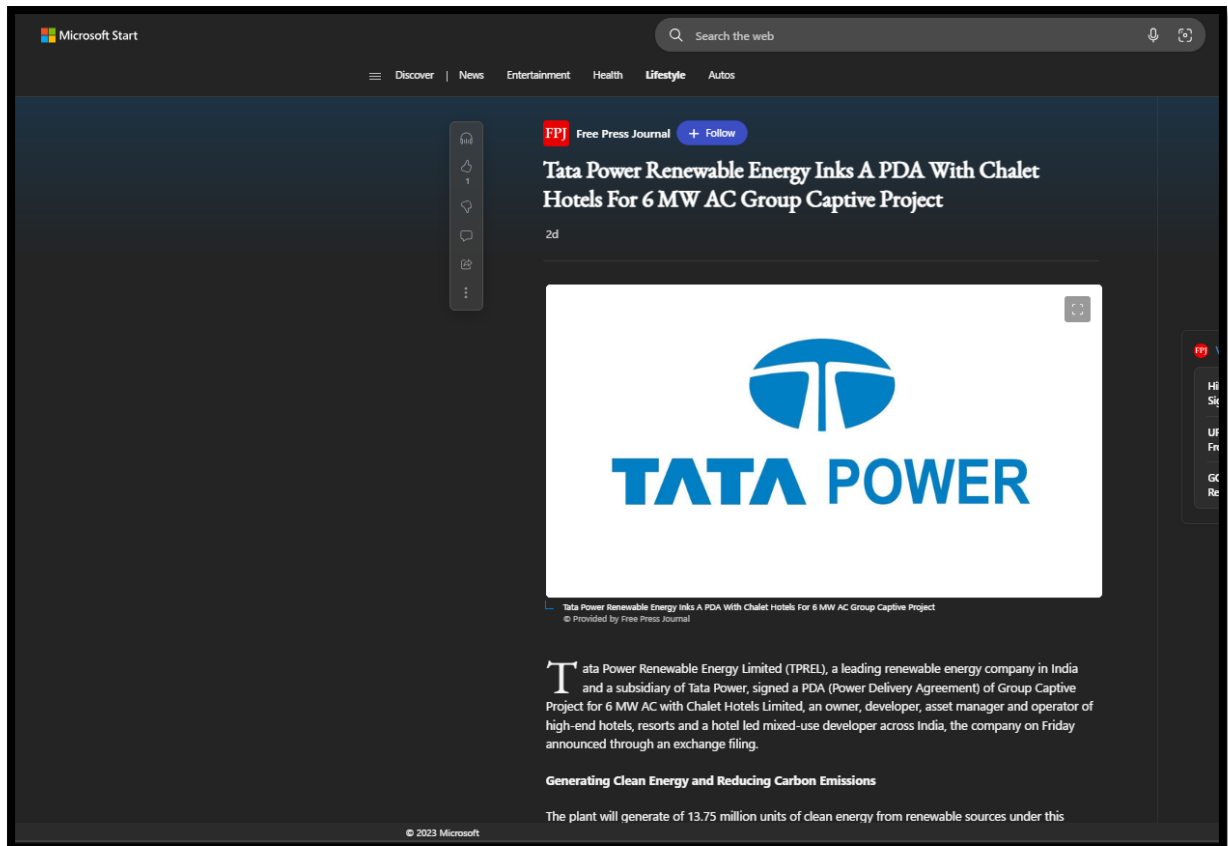 Microsoft Start
Search the web
Discover | News Entertainment Health Lifestyle Autos
FPJ Free Press Journal + Follow
Tata Power Renewable Energy Inks A PDA With Chalet
Hotels For 6 MW AC Group Captive Project
2d
1
TATA POWER
FPJ
Tata Power Renewable Energy Inks A PDA With Chalet Hotels For 6 MW AC Group Captive Project
© Provided by Free Press Journal
Tata Power Renewable Energy Limited (TPREL), a leading renewable energy company in India
and a subsidiary of Tata Power, signed a PDA (Power Delivery Agreement) of Group Captive
Project for 6 MW AC with Chalet Hotels Limited, an owner, developer, asset manager and operator of
high-end hotels, resorts and a hotel led mixed-use developer across India, the company on Friday
announced through an exchange filing.
Generating Clean Energy and Reducing Carbon Emissions
The plant will generate of 13.75 million units of clean energy from renewable sources under this
© 2023 Microsoft